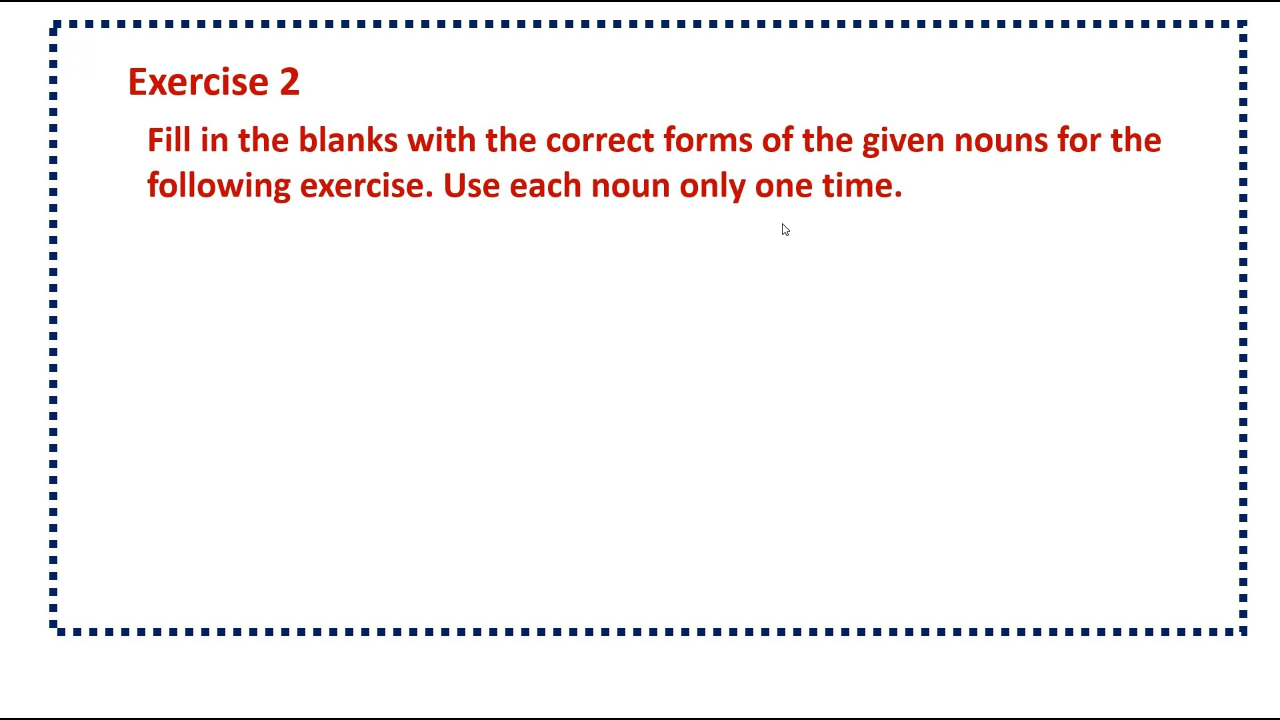 Exercise 2
Fill in the blanks with the correct forms of the given nouns for the
following exercise. Use each noun only one time.